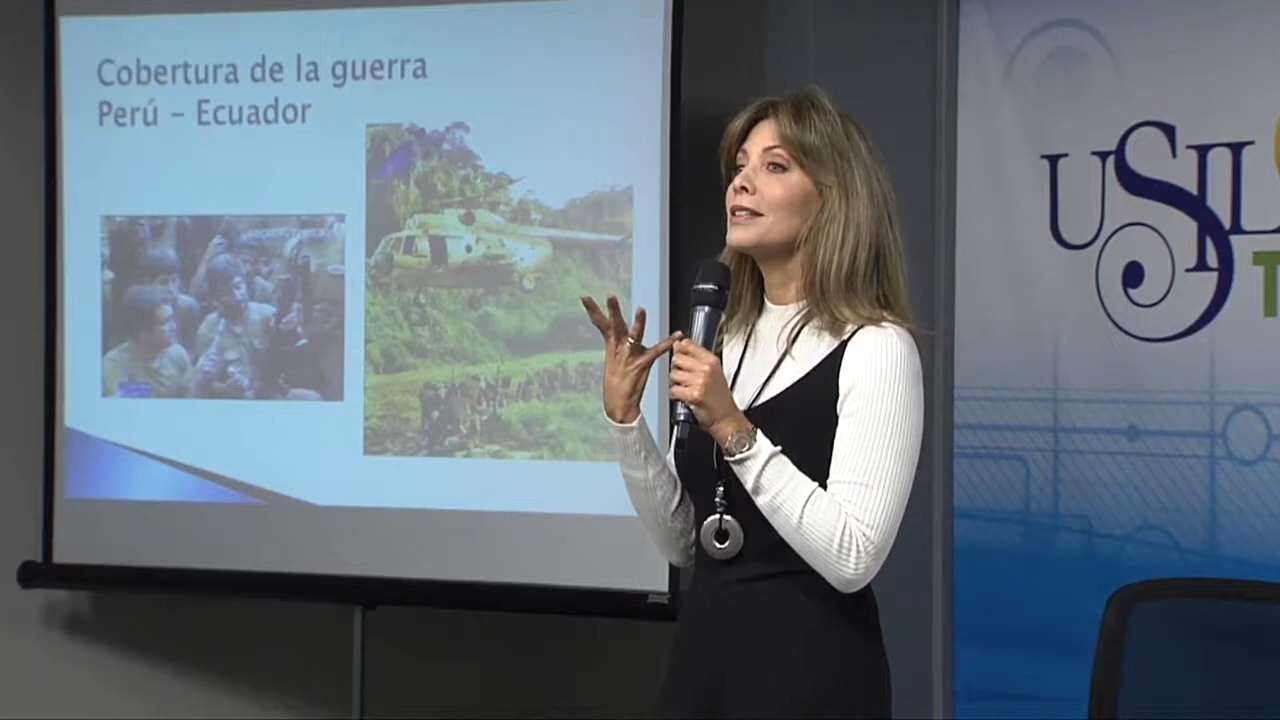 Cobertura de la guerra
Perú – Ecuador
USIL
T